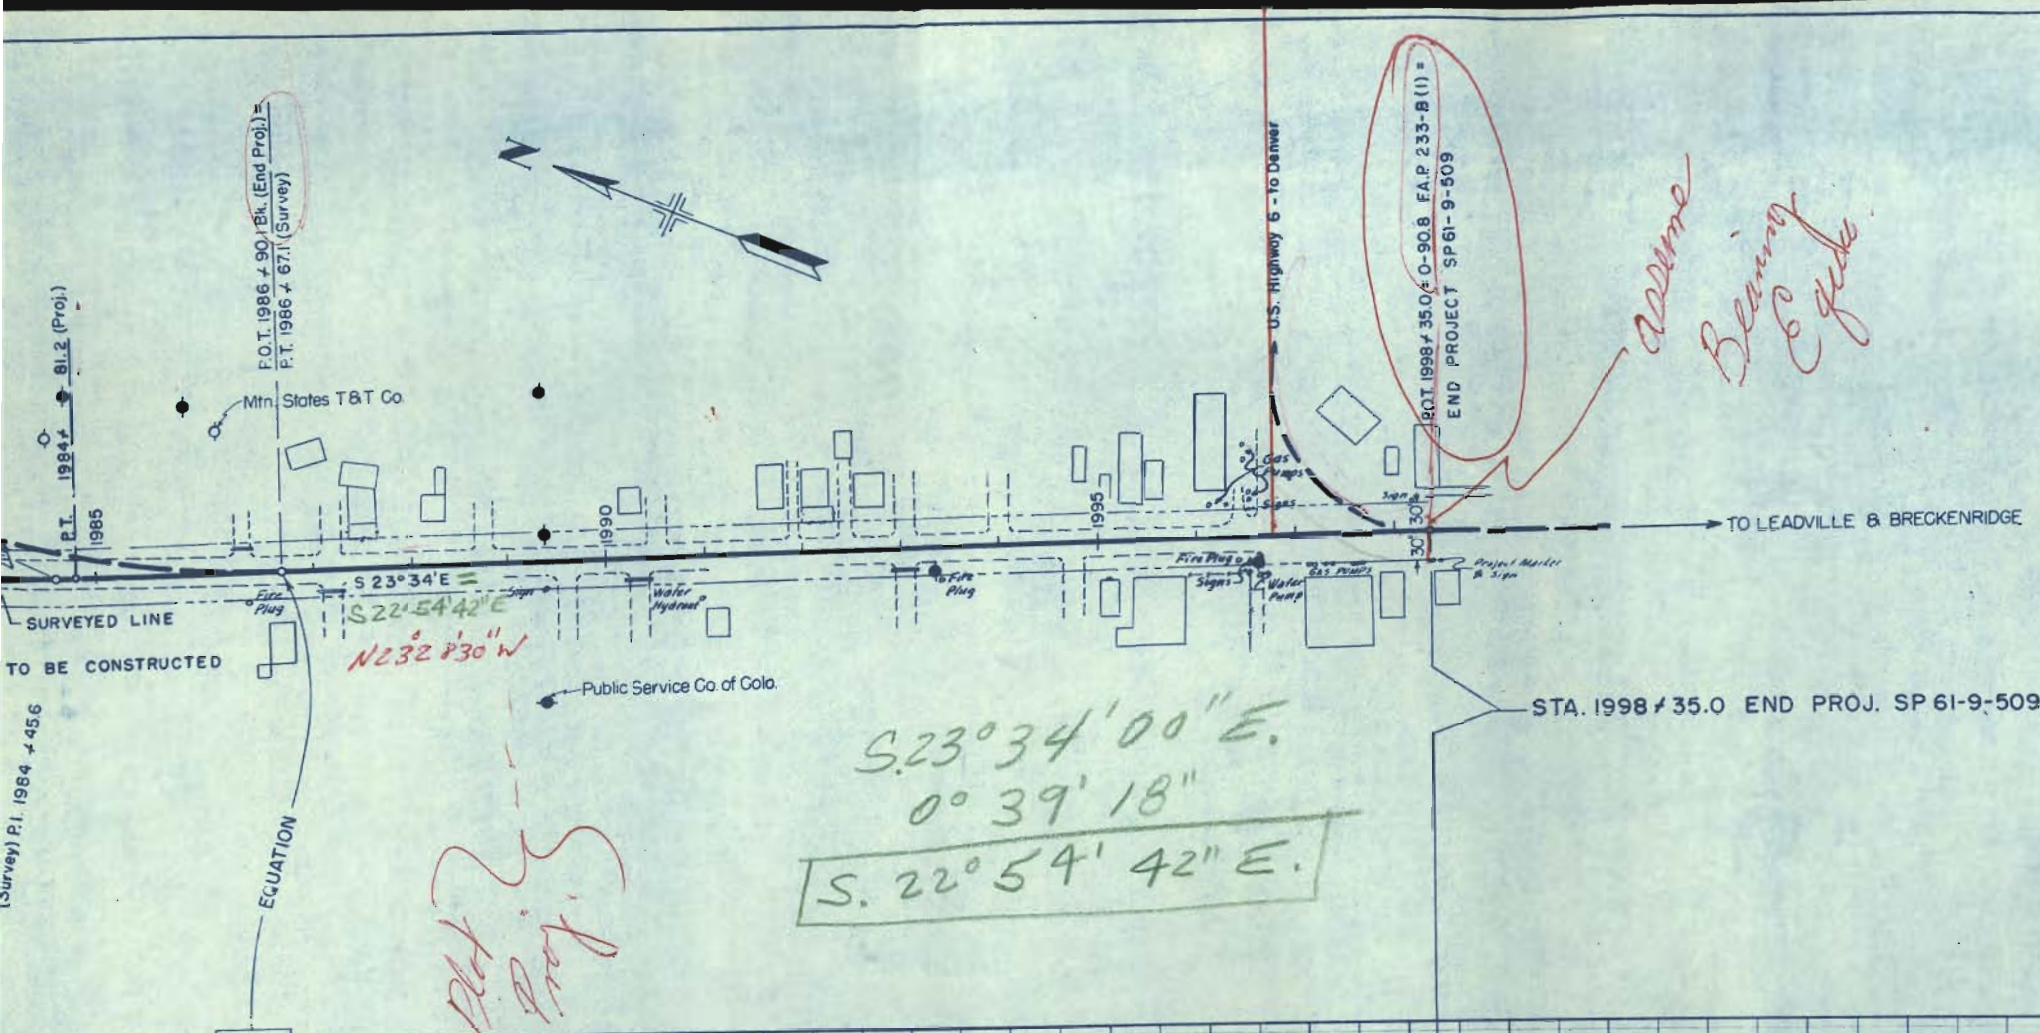 P.O.T. 1986 + 90.1 Bk. (End Proj.) =
P.T. 1986 + 67.1 (Survey)
N
U.S. Highway 6 - to Denver
P.O.T. 1998 + 35.0 = 0-90.8 F.A.P. 233-B(1) =
END PROJECT SP61-9-509
assume
Bearing
P.T. 1984 + 81.2 (Proj.)
Mtn. States T&T Co.
Gas
Pumps
Signs
Sign
1985
1990
1995
30'
30'
TO LEADVILLE & BRECKENRIDGE
S 23°34'E =
S 22°54'42" E
N23°28'30" W
Fire
Plug
Sign
Water
Hydrant
Fire
Plug
Fire Plug
Signs
Water
Pump
GAS PUMPS
Project Marker
& Sign
SURVEYED LINE
TO BE CONSTRUCTED
Public Service Co. of Colo.
STA. 1998 + 35.0 END PROJ. SP 61-9-509
(Survey) P.I. 1984 + 45.6
EQUATION
Plot
Proj.
S.23°34'00" E.
0° 39' 18"
S. 22° 54' 42" E.